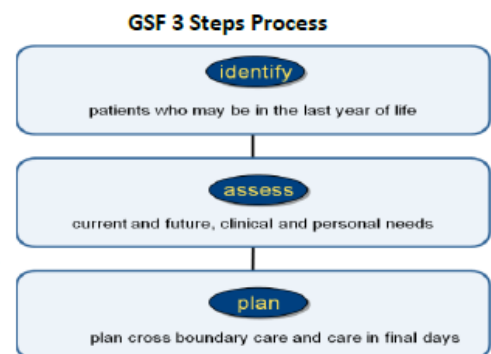 GSF 3 Steps Process
identify
patients who may be in the last year of life
assess
current and future, clinical and personal needs
plan
plan cross boundary care and care in final days